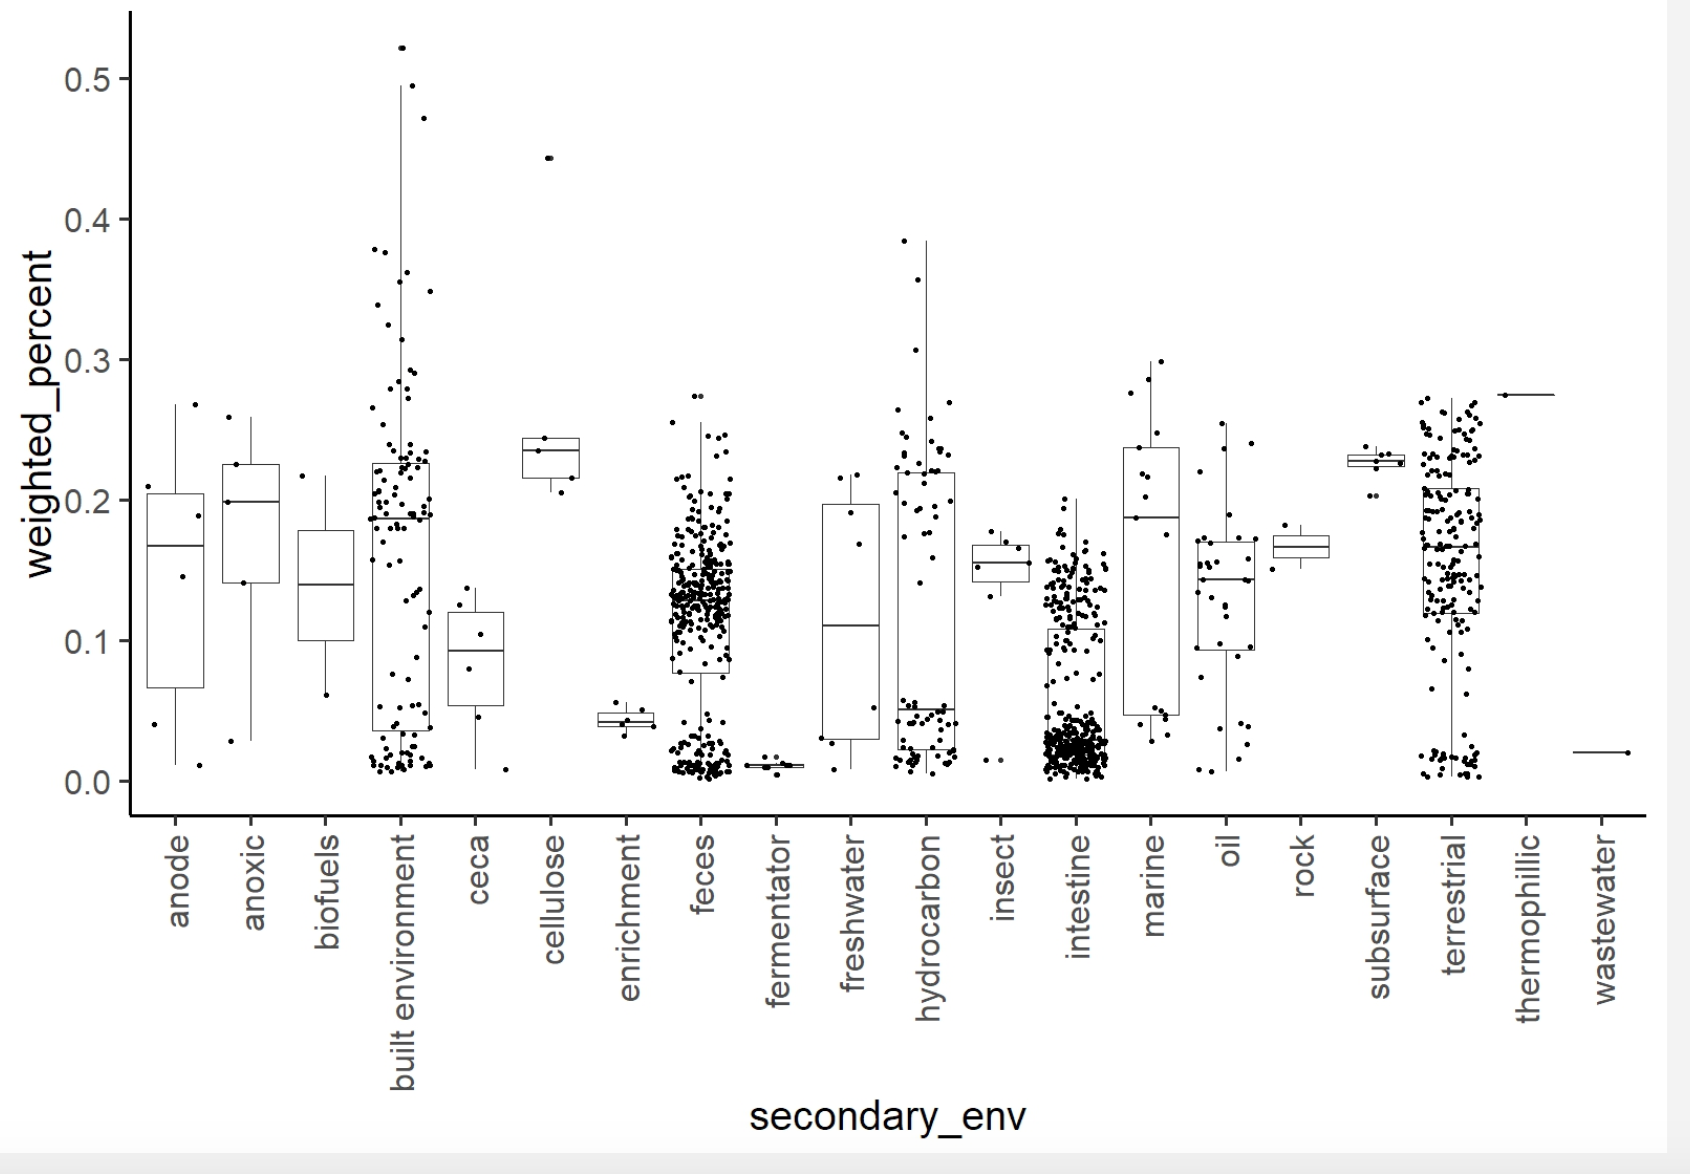 weighted_percent
0.5
0.4
0.3
0.2
0.1
0.0
anode
anoxic
biofuels
built environment
ceca
cellulose
enrichment
feces
fermentator
freshwater
hydrocarbon
insect
intestine
marine
oil
rock
subsurface
terrestrial
thermophillic
wastewater
secondary_env